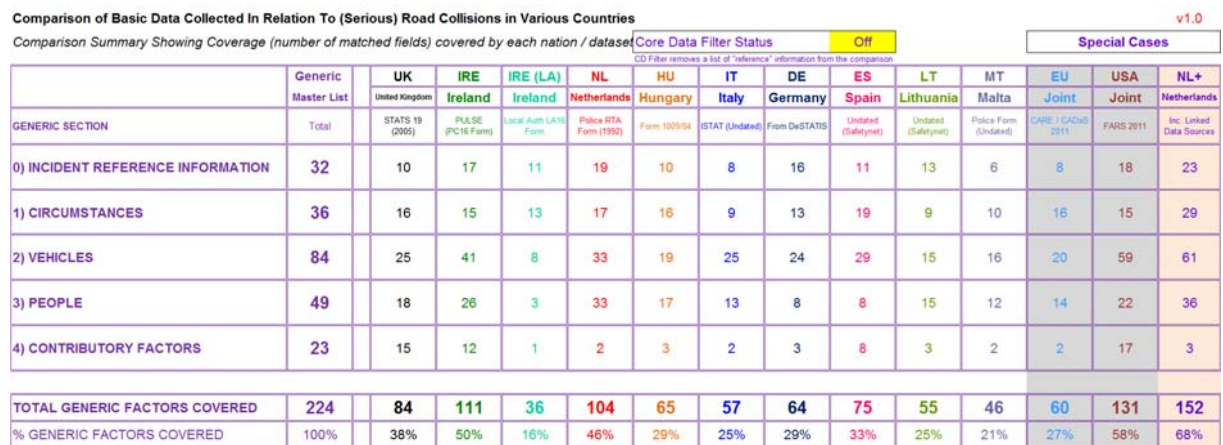 Comparison of Basic Data Collected In Relation To (Serious) Road Collisions in Various Countries v1.0
Comparison Summary Showing Coverage (number of matched fields) covered by each nation / dataset Core Data Filter Status Off Special Cases
CD Filter removes a list of "reference" information from the comparison
Generic UK IRE IRE (LA) NL HU IT DE ES LT MT EU USA NL+
Master List United Kingdom Ireland Ireland Netherlands Hungary Italy Germany Spain Lithuania Malta Joint Joint Netherlands
GENERIC SECTION Total STATS 19 (2005) PULSE (PC16 Form) Local Auth LA16 Form Police RTA Form (1992) Form 1009/04 ISTAT (Undated) From DeSTATIS Undated (Safetynet) Undated (Safetynet) Police Form (Undated) CARE / CADaS 2011 FARS 2011 Inc. Linked Data Sources
0) INCIDENT REFERENCE INFORMATION 32 10 17 11 19 10 8 16 11 13 6 8 18 23
1) CIRCUMSTANCES 36 16 15 13 17 16 9 13 19 9 10 16 15 29
2) VEHICLES 84 25 41 8 33 19 25 24 29 15 16 20 59 61
3) PEOPLE 49 18 26 3 33 17 13 8 8 15 12 14 22 36
4) CONTRIBUTORY FACTORS 23 15 12 1 2 3 2 3 8 3 2 2 17 3
TOTAL GENERIC FACTORS COVERED 224 84 111 36 104 65 57 64 75 55 46 60 131 152
% GENERIC FACTORS COVERED 100% 38% 50% 16% 46% 29% 25% 29% 33% 25% 21% 27% 58% 68%